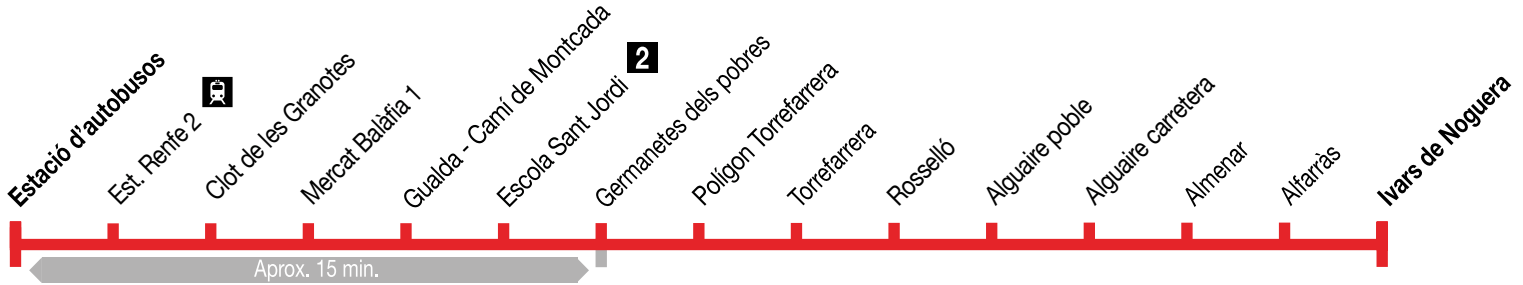 Estació d'autobusos
Est. Renfe 2
Clot de les Granotes
Mercat Balàfia 1
Gualda - Camí de Montcada
Escola Sant Jordi 2
Germanetes dels pobres
Polígon Torrefarrera
Torrefarrera
Rosselló
Alguaire poble
Alguaire carretera
Almenar
Alfarràs
Ivars de Noguera
Aprox. 15 min.